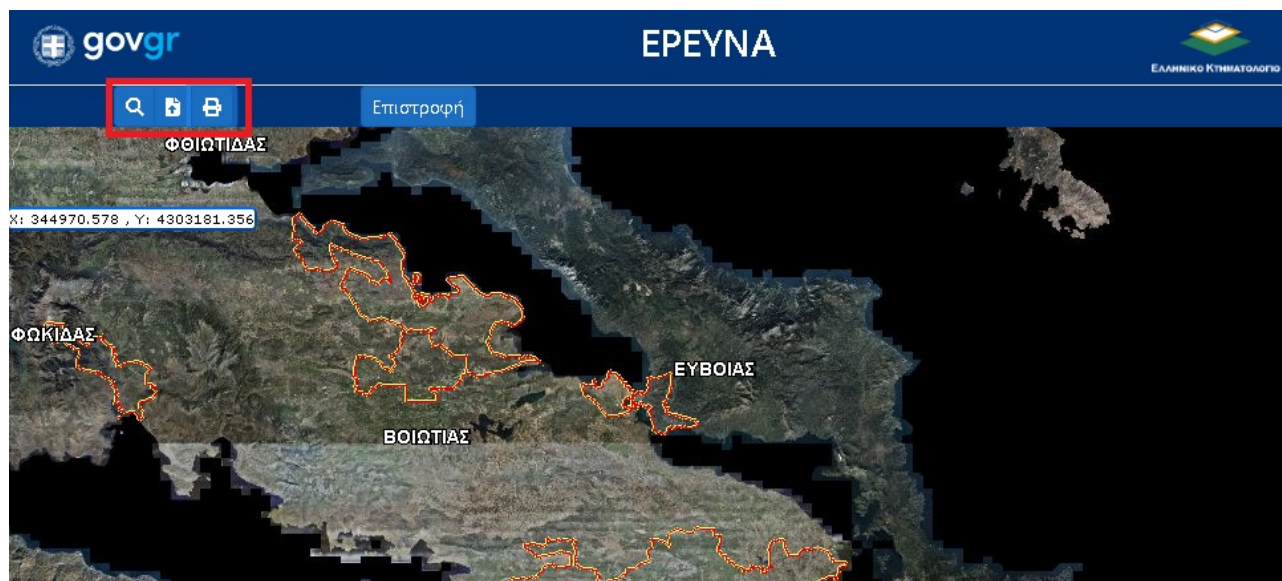 govgr
ΕΡΕΥΝΑ
ΕΛΛΗΝΙΚΟ ΚΤΗΜΑΤΟΛΟΓΙΟ
Επιστροφή
ΦΘΙΩΤΙΔΑΣ
X: 344970.578 , Y: 4303181.356
ΦΩΚΙΔΑΣ
ΕΥΒΟΙΑΣ
ΒΟΙΩΤΙΑΣ